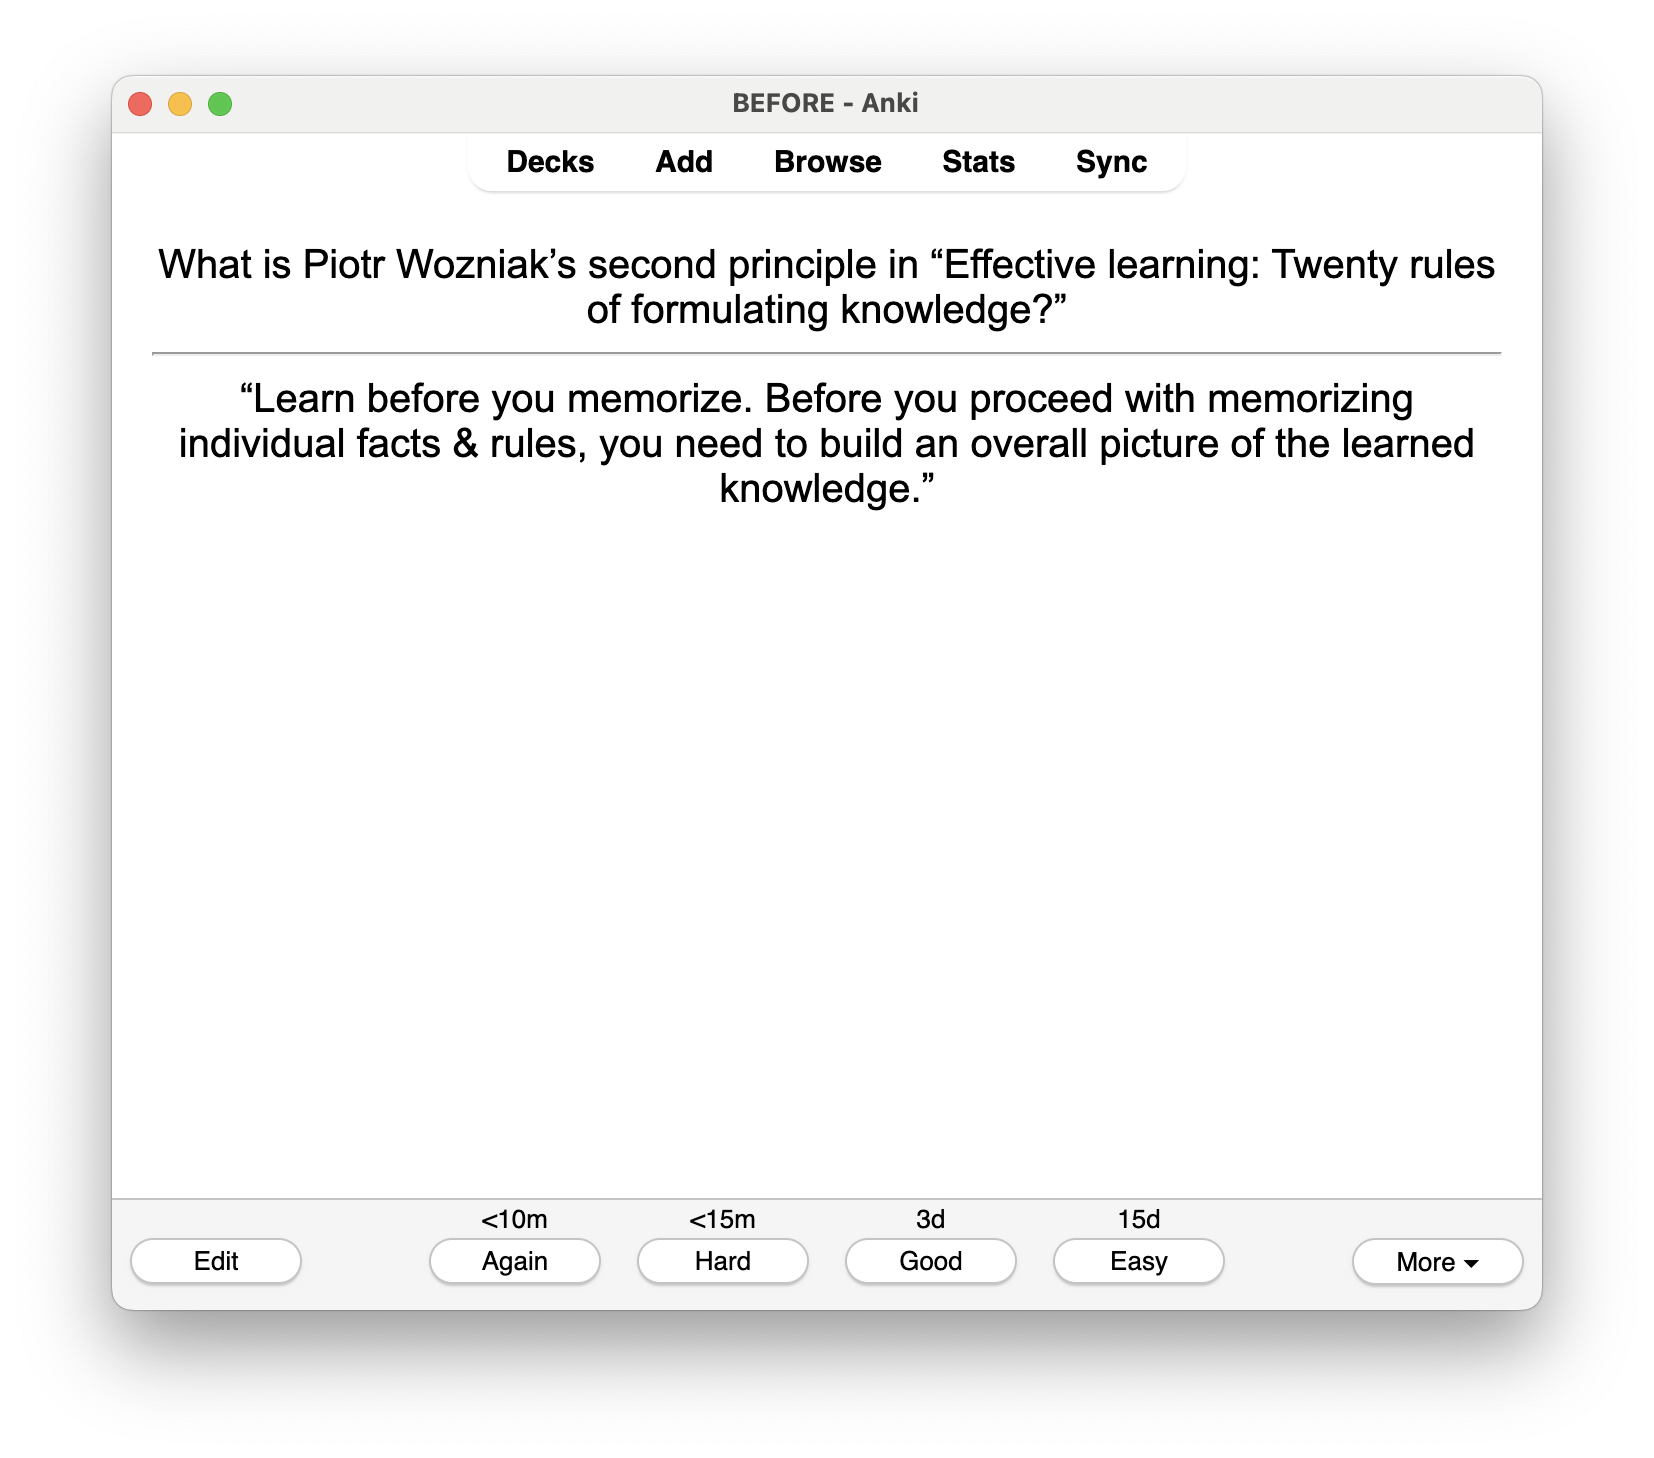 BEFORE - Anki
Decks Add Browse Stats Sync
What is Piotr Wozniak’s second principle in “Effective learning: Twenty rules
of formulating knowledge?”
“Learn before you memorize. Before you proceed with memorizing
individual facts & rules, you need to build an overall picture of the learned
knowledge.”
<10m <15m 3d 15d
Edit Again Hard Good Easy More